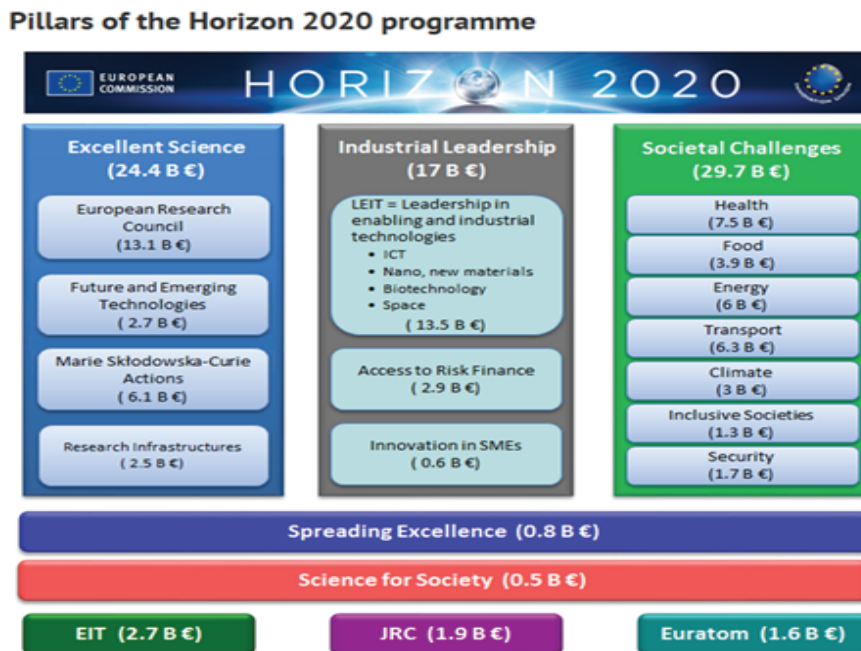 Pillars of the Horizon 2020 programme
EUROPEAN
COMMISSION
HORIZON 2020
Excellent Science
(24.4 B €)
European Research
Council
(13.1 B €)
Future and Emerging
Technologies
( 2.7 B €)
Marie Skłodowska-Curie
Actions
( 6.1 B €)
Research Infrastructures
( 2.5 B €)
Industrial Leadership
(17 B €)
LEIT = Leadership in
enabling and industrial
technologies
• ICT
• Nano, new materials
• Biotechnology
• Space
( 13.5 B €)
Access to Risk Finance
( 2.9 B €)
Innovation in SMEs
( 0.6 B €)
Societal Challenges
(29.7 B €)
Health
(7.5 B €)
Food
(3.9 B €)
Energy
(6 B €)
Transport
(6.3 B €)
Climate
(3 B €)
Inclusive Societies
(1.3 B €)
Security
(1.7 B €)
Spreading Excellence (0.8 B €)
Science for Society (0.5 B €)
EIT (2.7 B €)
JRC (1.9 B €)
Euratom (1.6 B €)